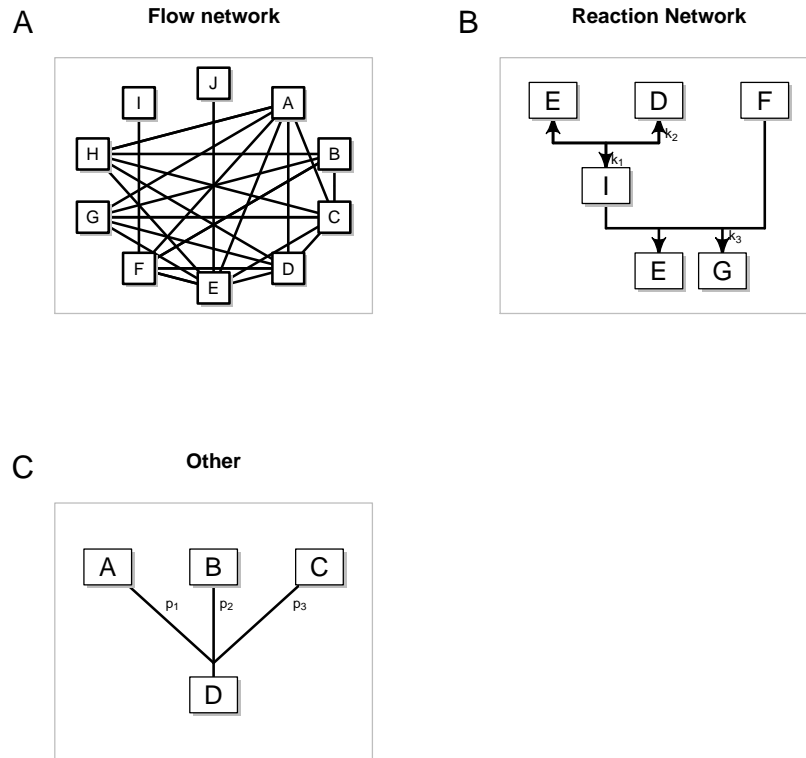 A
Flow network
J
I
A
H
B
G
C
F
D
E
B
Reaction Network
E
D
F
k2
k1
I
k3
E
G
C
Other
A
B
C
p1
p2
p3
D